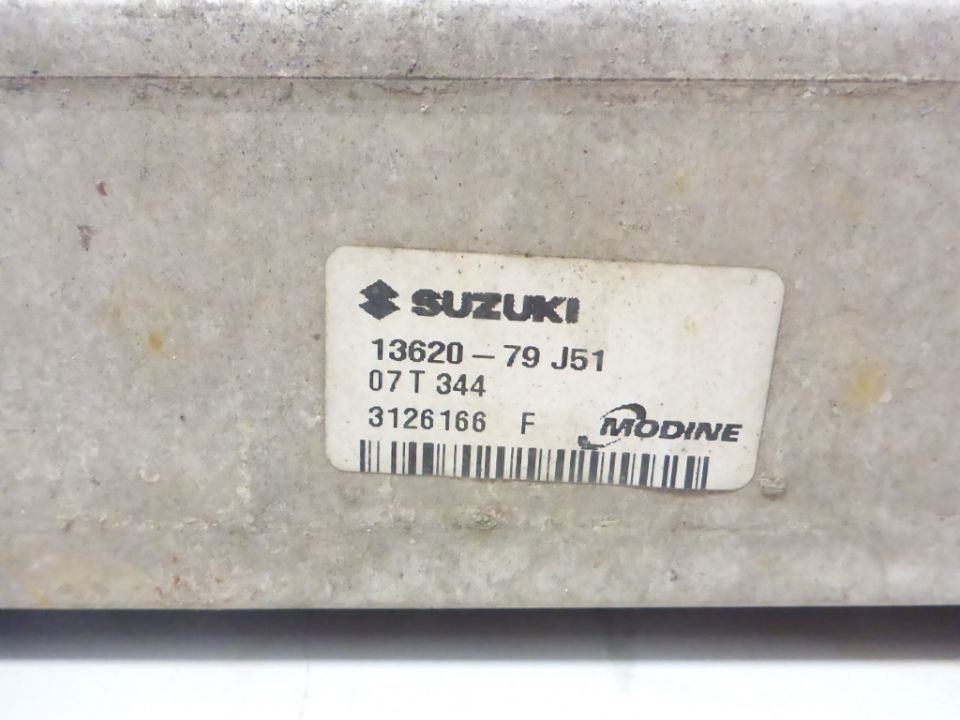 SUZUKI
13620-79 J51
07 T 344
3126166 F MODINE